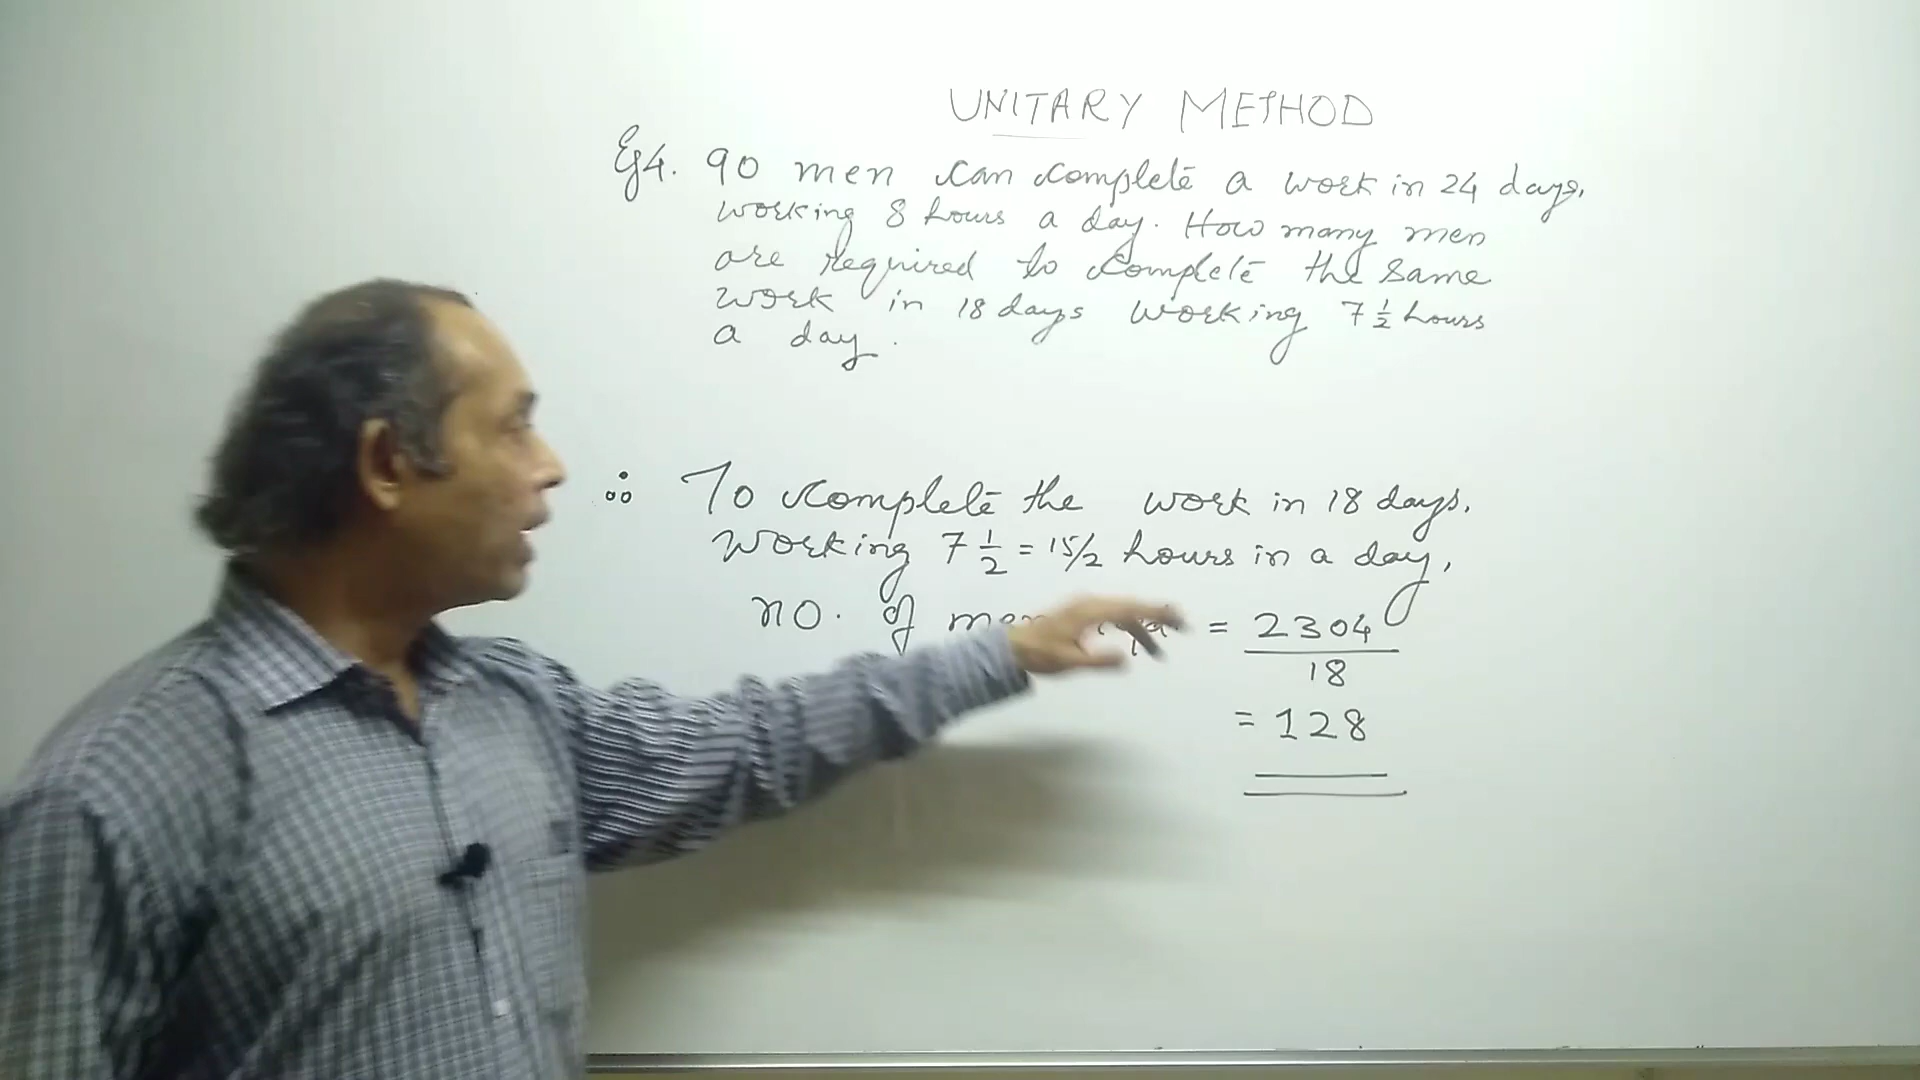 UNITARY METHOD
Eg4. 90 men can complete a work in 24 days,
working 8 hours a day. How many men
are required to complete the same
work in 18 days working 7 1/2 hours
a day.
∴ To complete the work in 18 days,
working 7 1/2 = 15/2 hours in a day,
no. of men = 2304
18
= 128